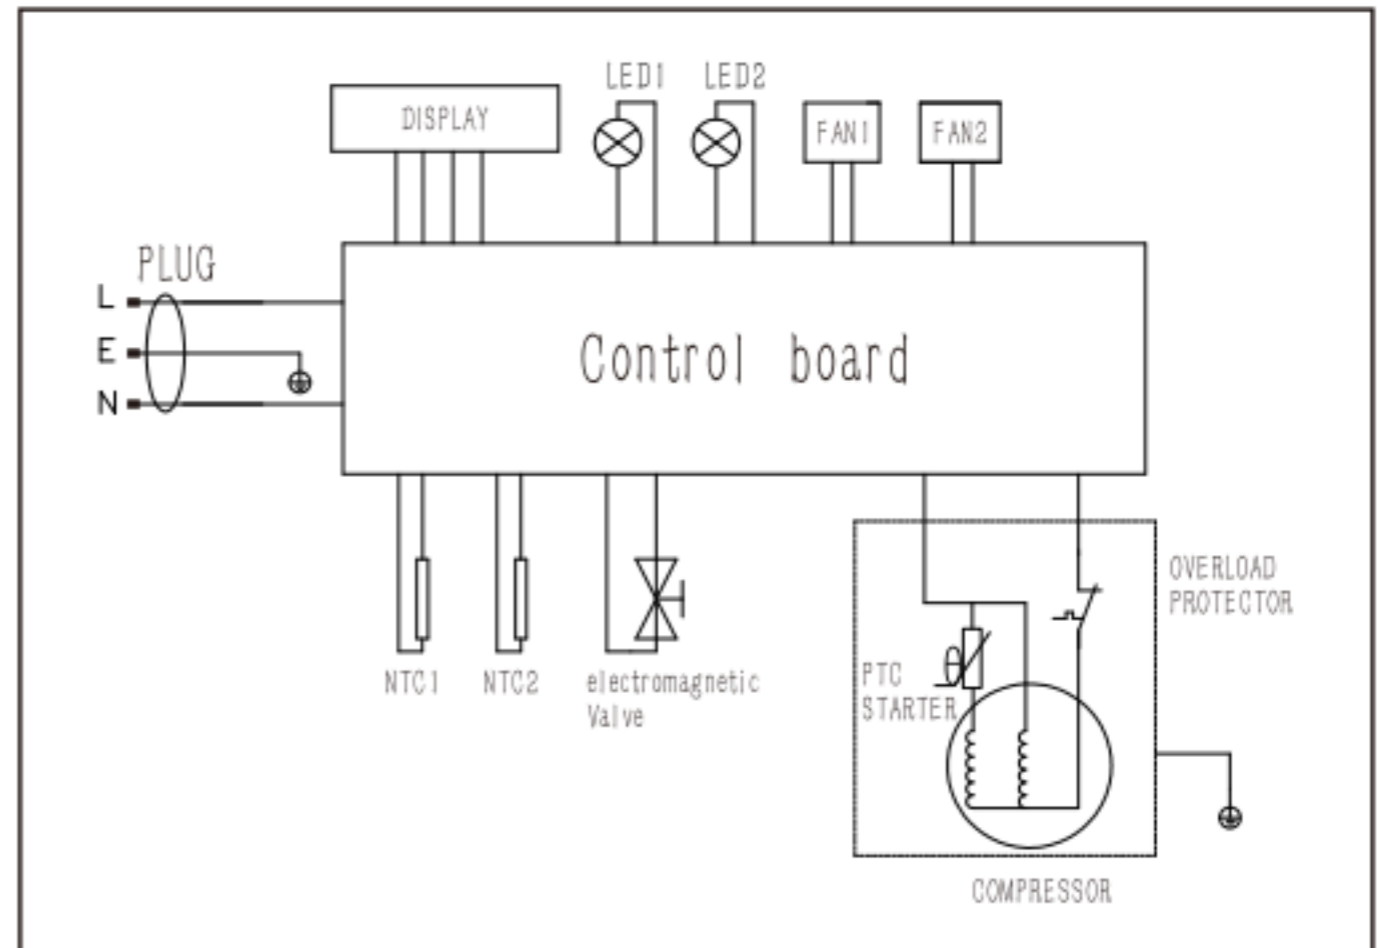 LED1 LED2
DISPLAY
FAN1
FAN2
PLUG
L
E
N
Control board
OVERLOAD
PROTECTOR
NTC1
NTC2
electromagnetic
Valve
PTC
STARTER
COMPRESSOR